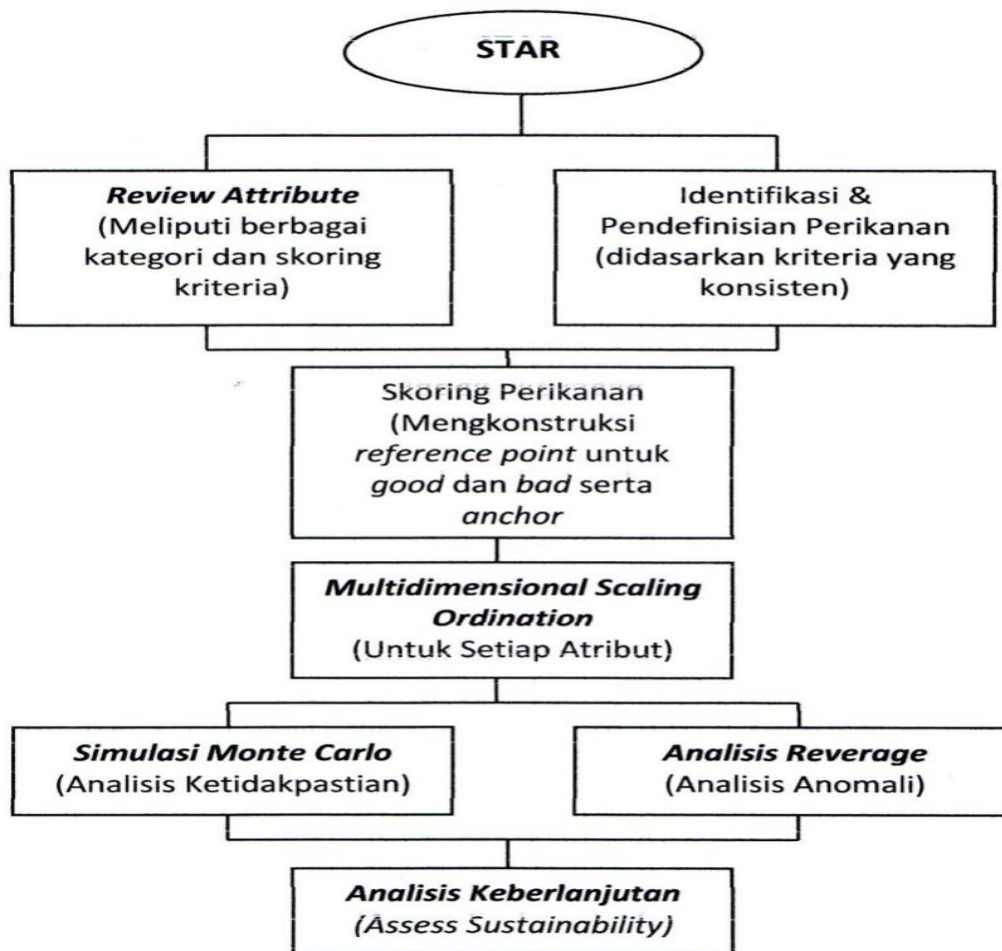 STAR
Review Attribute
(Meliputi berbagai
kategori dan skoring
kriteria)
Identifikasi &
Pendefinisian Perikanan
(didasarkan kriteria yang
konsisten)
Skoring Perikanan
(Mengkonstruksi
reference point untuk
good dan bad serta
anchor
Multidimensional Scaling
Ordination
(Untuk Setiap Atribut)
Simulasi Monte Carlo
(Analisis Ketidakpastian)
Analisis Reverage
(Analisis Anomali)
Analisis Keberlanjutan
(Assess Sustainability)